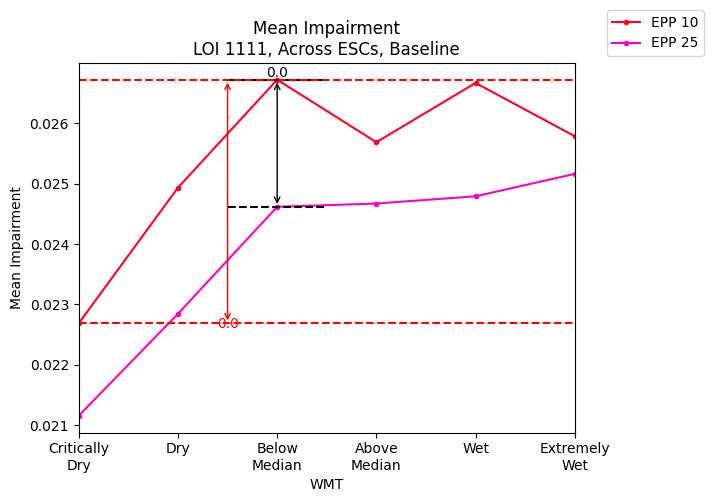 Mean Impairment
LOI 1111, Across ESCs, Baseline
EPP 10
EPP 25
0.0
0.026
0.025
0.024
0.023
0.022
0.021
Mean Impairment
0.0
Critically
Dry
Dry
Below
Median
Above
Median
Wet
Extremely
Wet
WMT